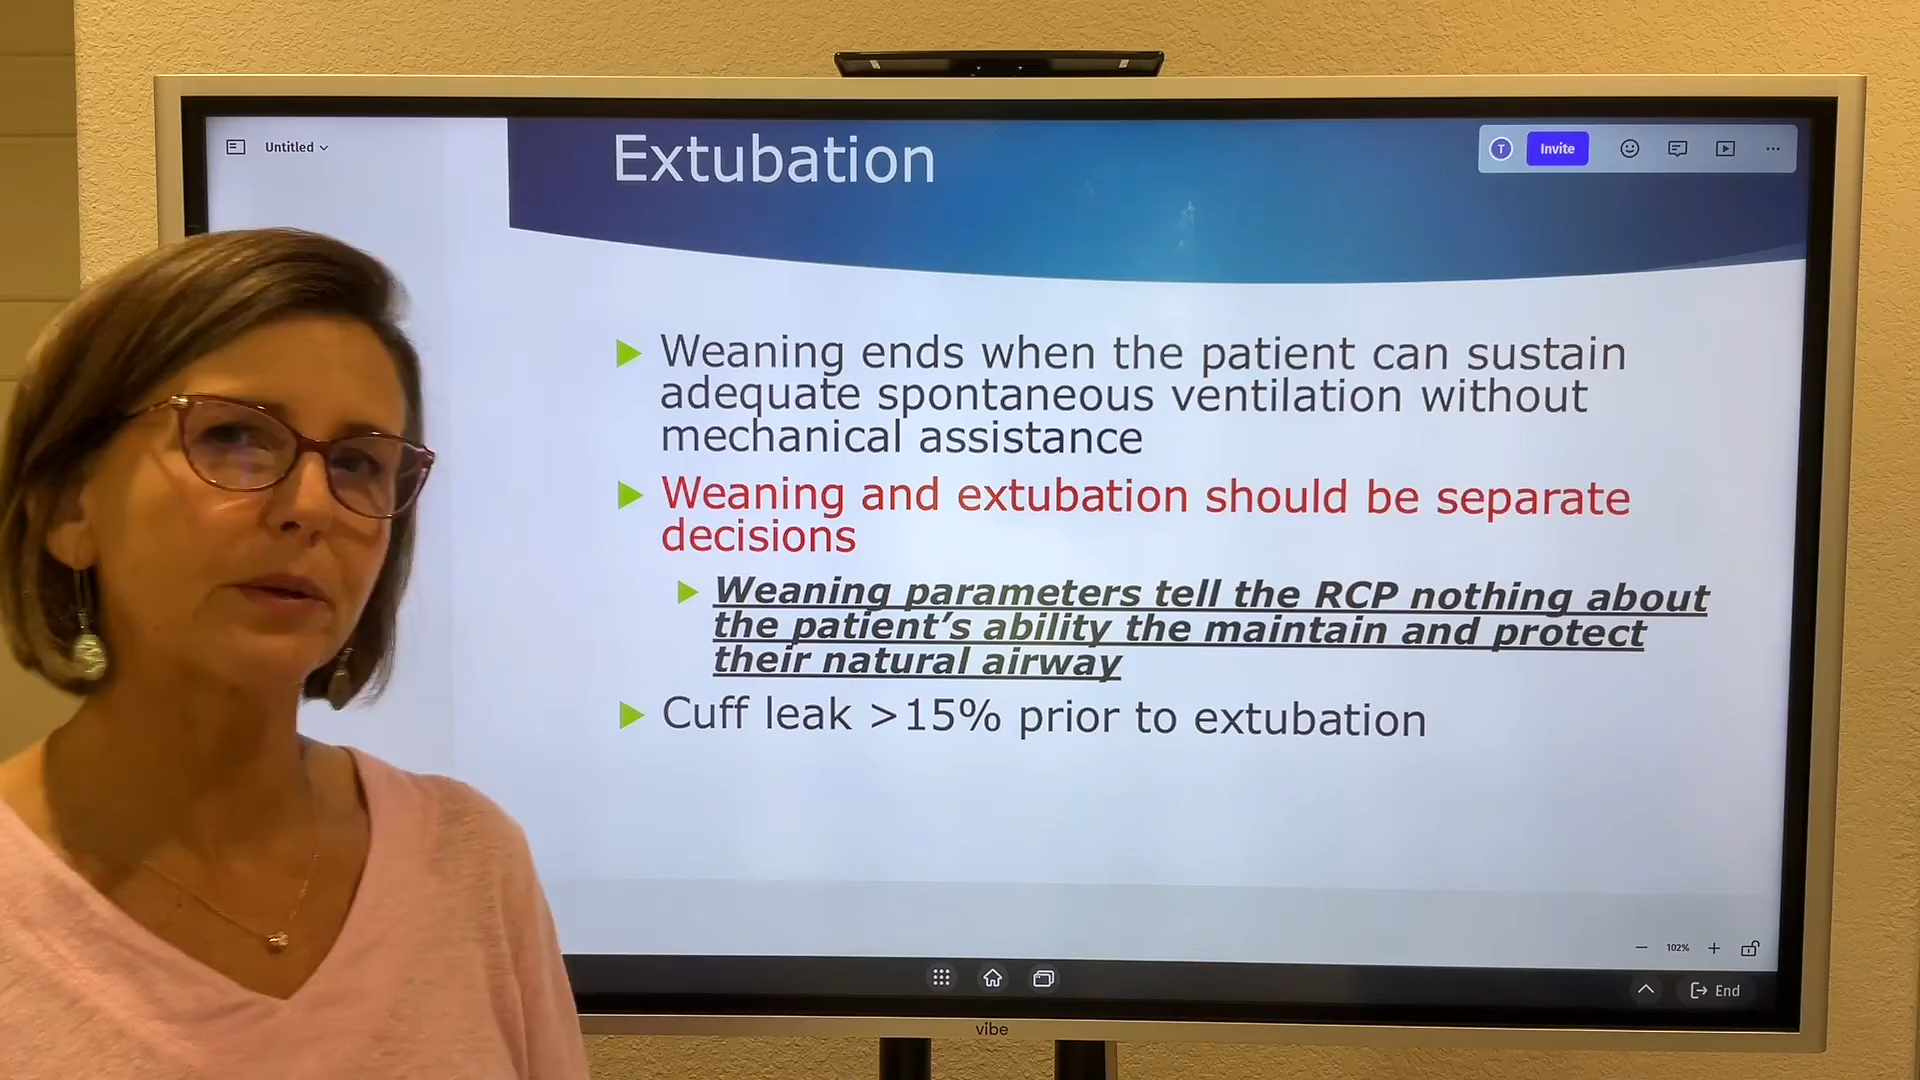 Untitled
Extubation
T
Invite
Weaning ends when the patient can sustain
adequate spontaneous ventilation without
mechanical assistance
Weaning and extubation should be separate
decisions
Weaning parameters tell the RCP nothing about
the patient's ability the maintain and protect
their natural airway
Cuff leak >15% prior to extubation
102%
End
vibe